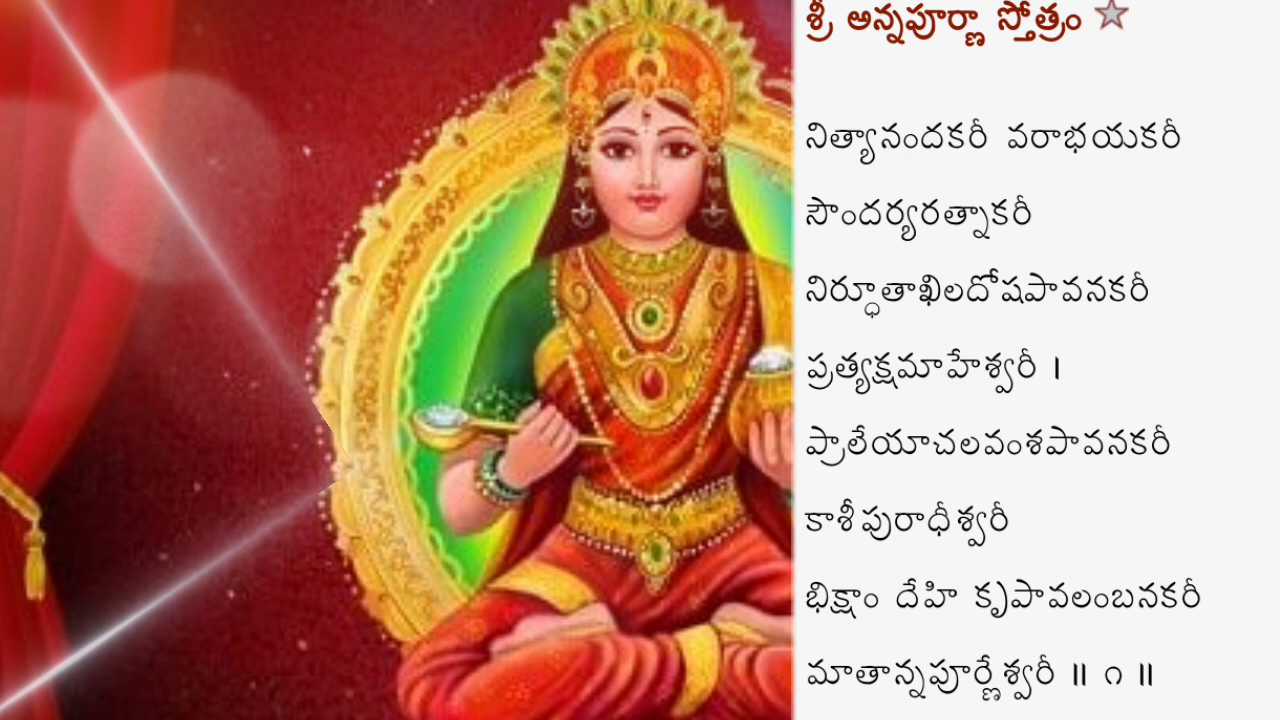 శ్రీ అన్నపూర్ణా స్తోత్రం
నిత్యానందకరీ వరాభయకరీ
సౌందర్యరత్నాకరీ
నిర్ధూతాఖిలదోషపావనకరీ
ప్రత్యక్షమాహేశ్వరీ ।
ప్రాలేయాచలవంశపావనకరీ
కాశీపురాధీశ్వరీ
భిక్షాం దేహి కృపావలంబనకరీ
మాతాన్నపూర్ణేశ్వరీ ॥ ౧ ॥